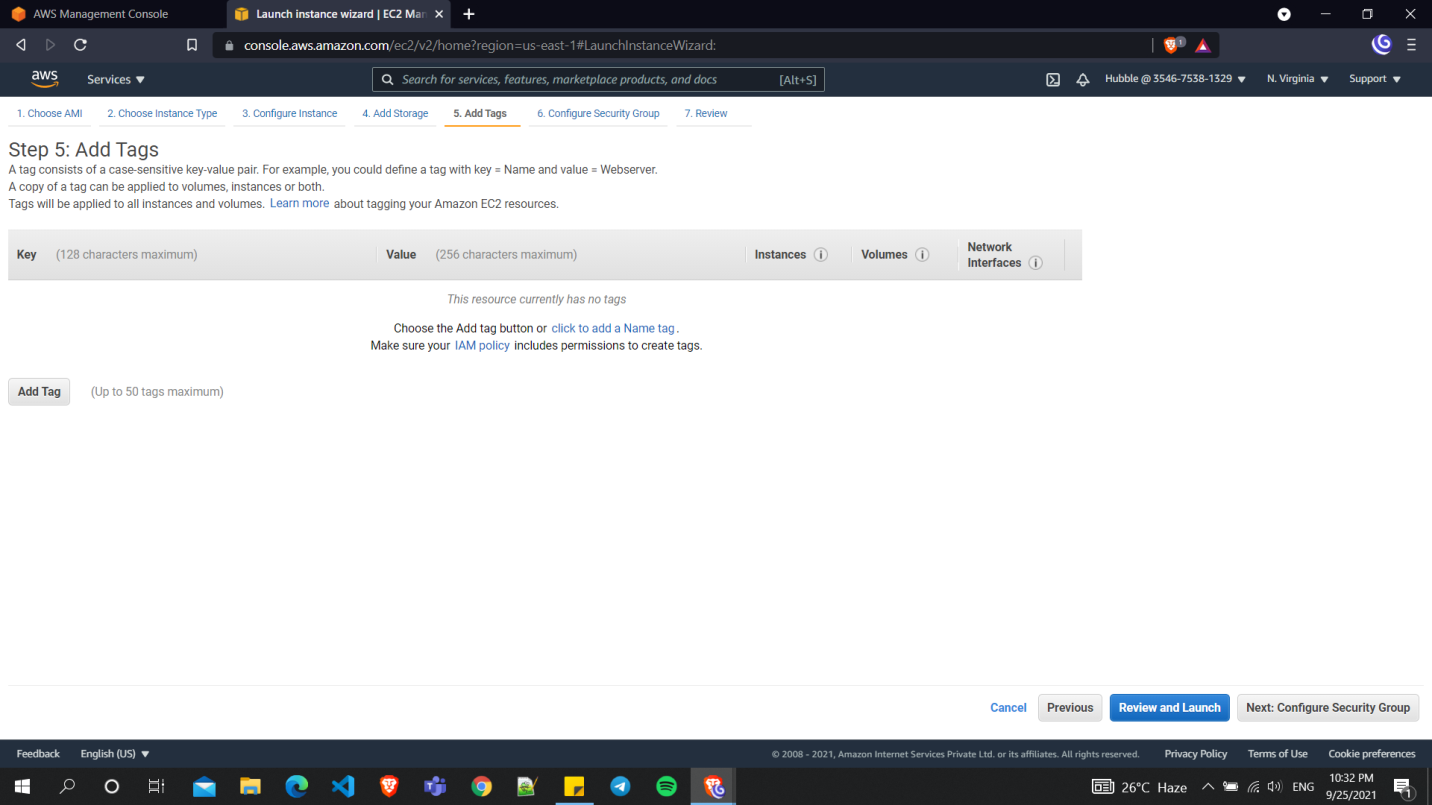 AWS Management Console
Launch instance wizard | EC2 Man
console.aws.amazon.com/ec2/v2/home?region=us-east-1#LaunchInstanceWizard:
1
aws
Services
Search for services, features, marketplace products, and docs
[Alt+S]
Hubble @ 3546-7538-1329
N. Virginia
Support
1. Choose AMI
2. Choose Instance Type
3. Configure Instance
4. Add Storage
5. Add Tags
6. Configure Security Group
7. Review
Step 5: Add Tags
A tag consists of a case-sensitive key-value pair. For example, you could define a tag with key = Name and value = Webserver.
A copy of a tag can be applied to volumes, instances or both.
Tags will be applied to all instances and volumes. Learn more about tagging your Amazon EC2 resources.
Key (128 characters maximum)
Value (256 characters maximum)
Instances
Volumes
Network
Interfaces
This resource currently has no tags
Choose the Add tag button or click to add a Name tag.
Make sure your IAM policy includes permissions to create tags.
Add Tag
(Up to 50 tags maximum)
Cancel
Previous
Review and Launch
Next: Configure Security Group
Feedback
English (US)
© 2008 - 2021, Amazon Internet Services Private Ltd. or its affiliates. All rights reserved.
Privacy Policy
Terms of Use
Cookie preferences
26°C Haze
ENG
10:32 PM
9/25/2021
1